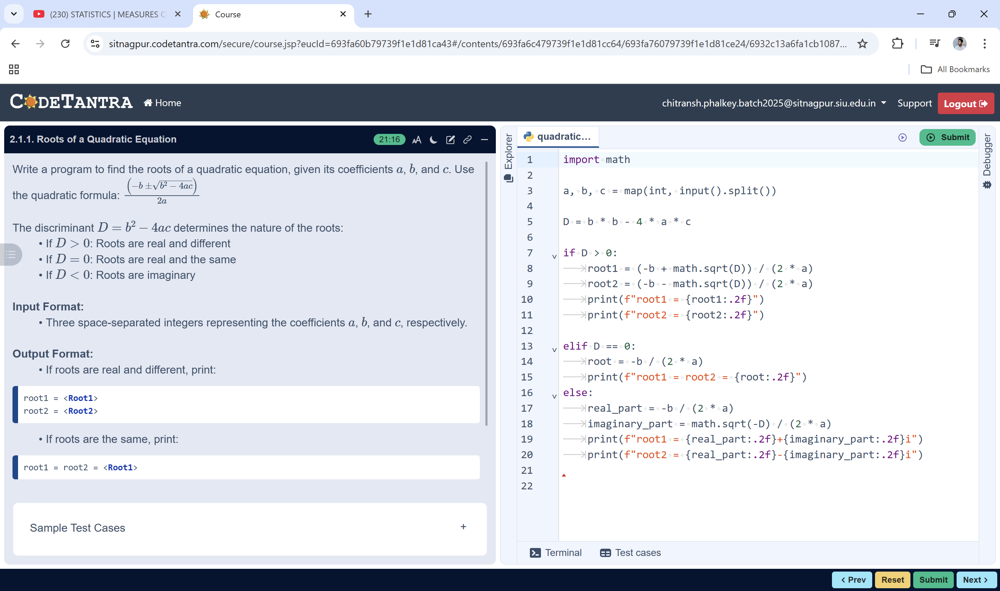 (230) STATISTICS | MEASURES
Course
sitnagpur.codetantra.com/secure/course.jsp?eucId=693fa60b79739f1e1d81ca43#/contents/693fa6c479739f1e1d81cc64/693fa76079739f1e1d81ce24/6932c13a6fa1cb1087...
All Bookmarks
CODETANTRA
Home
chitransh.phalkey.batch2025@sitnagpur.siu.edu.in
Support
Logout
2.1.1. Roots of a Quadratic Equation
21:16
AA
Write a program to find the roots of a quadratic equation, given its coefficients a, b, and c. Use
the quadratic formula: (−b ±√b² − 4ac) / 2a
The discriminant D = b² − 4ac determines the nature of the roots:
• If D > 0: Roots are real and different
• If D = 0: Roots are real and the same
• If D < 0: Roots are imaginary
Input Format:
• Three space-separated integers representing the coefficients a, b, and c, respectively.
Output Format:
• If roots are real and different, print:
root1 = <Root1>
root2 = <Root2>
• If roots are the same, print:
root1 = root2 = <Root1>
Sample Test Cases
+
Explorer
quadratic...
Submit
Debugger
1 import math
2
3 a, b, c = map(int, input().split())
4
5 D = b * b - 4 * a * c
6
7 if D > 0:
8 root1 = (-b + math.sqrt(D)) / (2 * a)
9 root2 = (-b - math.sqrt(D)) / (2 * a)
10 print(f"root1 = {root1:.2f}")
11 print(f"root2 = {root2:.2f}")
12
13 elif D == 0:
14 root = -b / (2 * a)
15 print(f"root1 = root2 = {root:.2f}")
16 else:
17 real_part = -b / (2 * a)
18 imaginary_part = math.sqrt(-D) / (2 * a)
19 print(f"root1 = {real_part:.2f}+{imaginary_part:.2f}i")
20 print(f"root2 = {real_part:.2f}-{imaginary_part:.2f}i")
21
22
Terminal
Test cases
< Prev
Reset
Submit
Next >